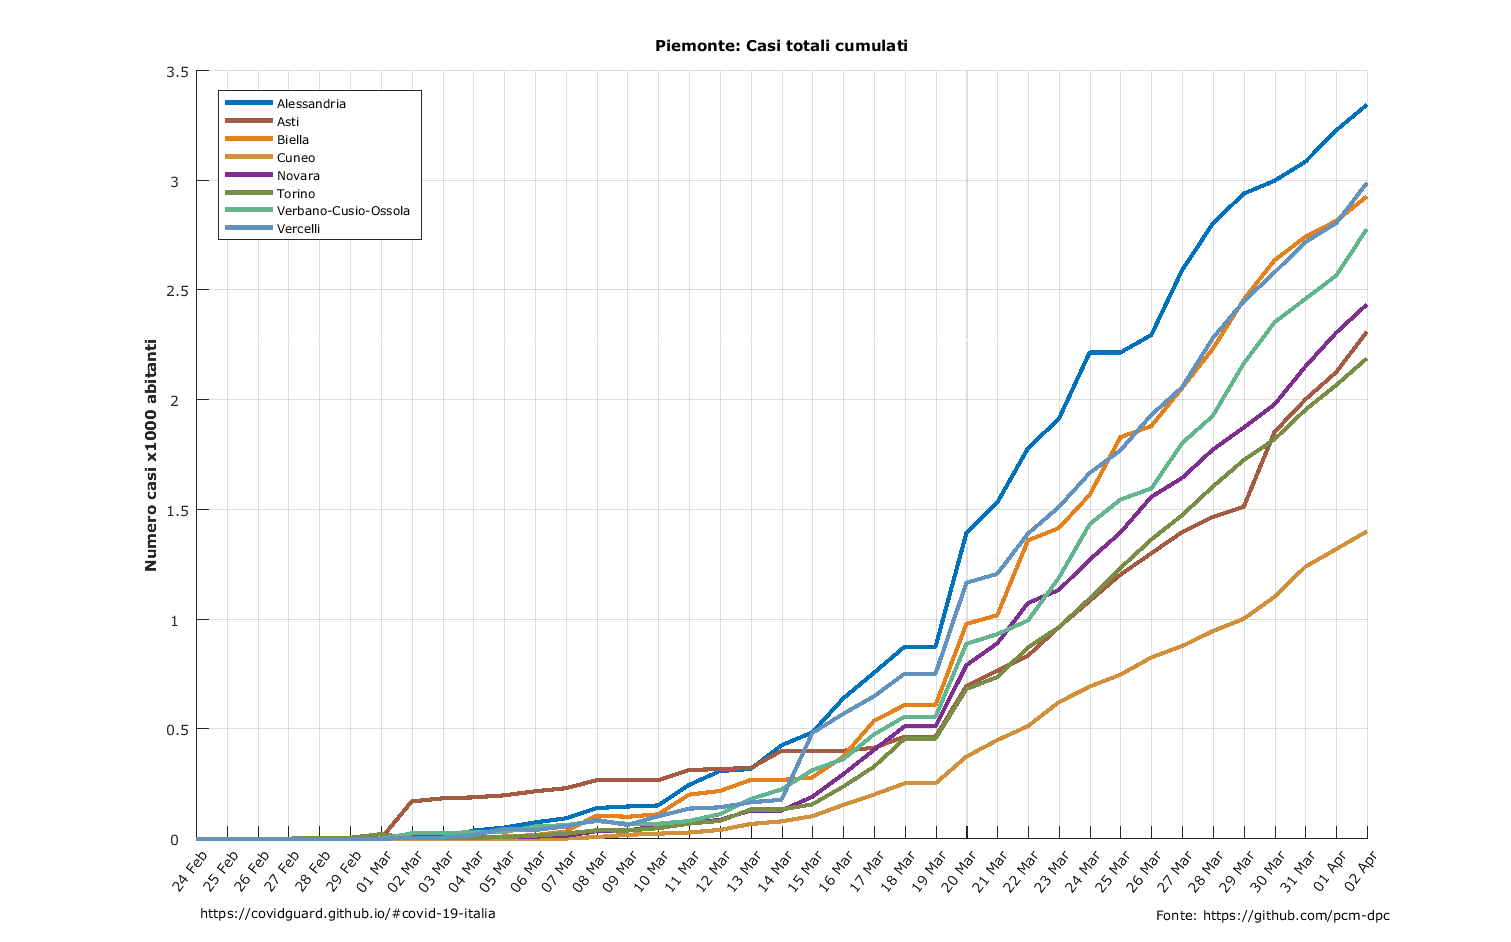 Piemonte: Casi totali cumulati
3.5
3
2.5
2
1.5
1
0.5
0
Numero casi x1000 abitanti
Alessandria
Asti
Biella
Cuneo
Novara
Torino
Verbano-Cusio-Ossola
Vercelli
24 Feb
25 Feb
26 Feb
27 Feb
28 Feb
29 Feb
01 Mar
02 Mar
03 Mar
04 Mar
05 Mar
06 Mar
07 Mar
08 Mar
09 Mar
10 Mar
11 Mar
12 Mar
13 Mar
14 Mar
15 Mar
16 Mar
17 Mar
18 Mar
19 Mar
20 Mar
21 Mar
22 Mar
23 Mar
24 Mar
25 Mar
26 Mar
27 Mar
28 Mar
29 Mar
30 Mar
31 Mar
01 Apr
02 Apr
https://covidguard.github.io/#covid-19-italia
Fonte: https://github.com/pcm-dpc